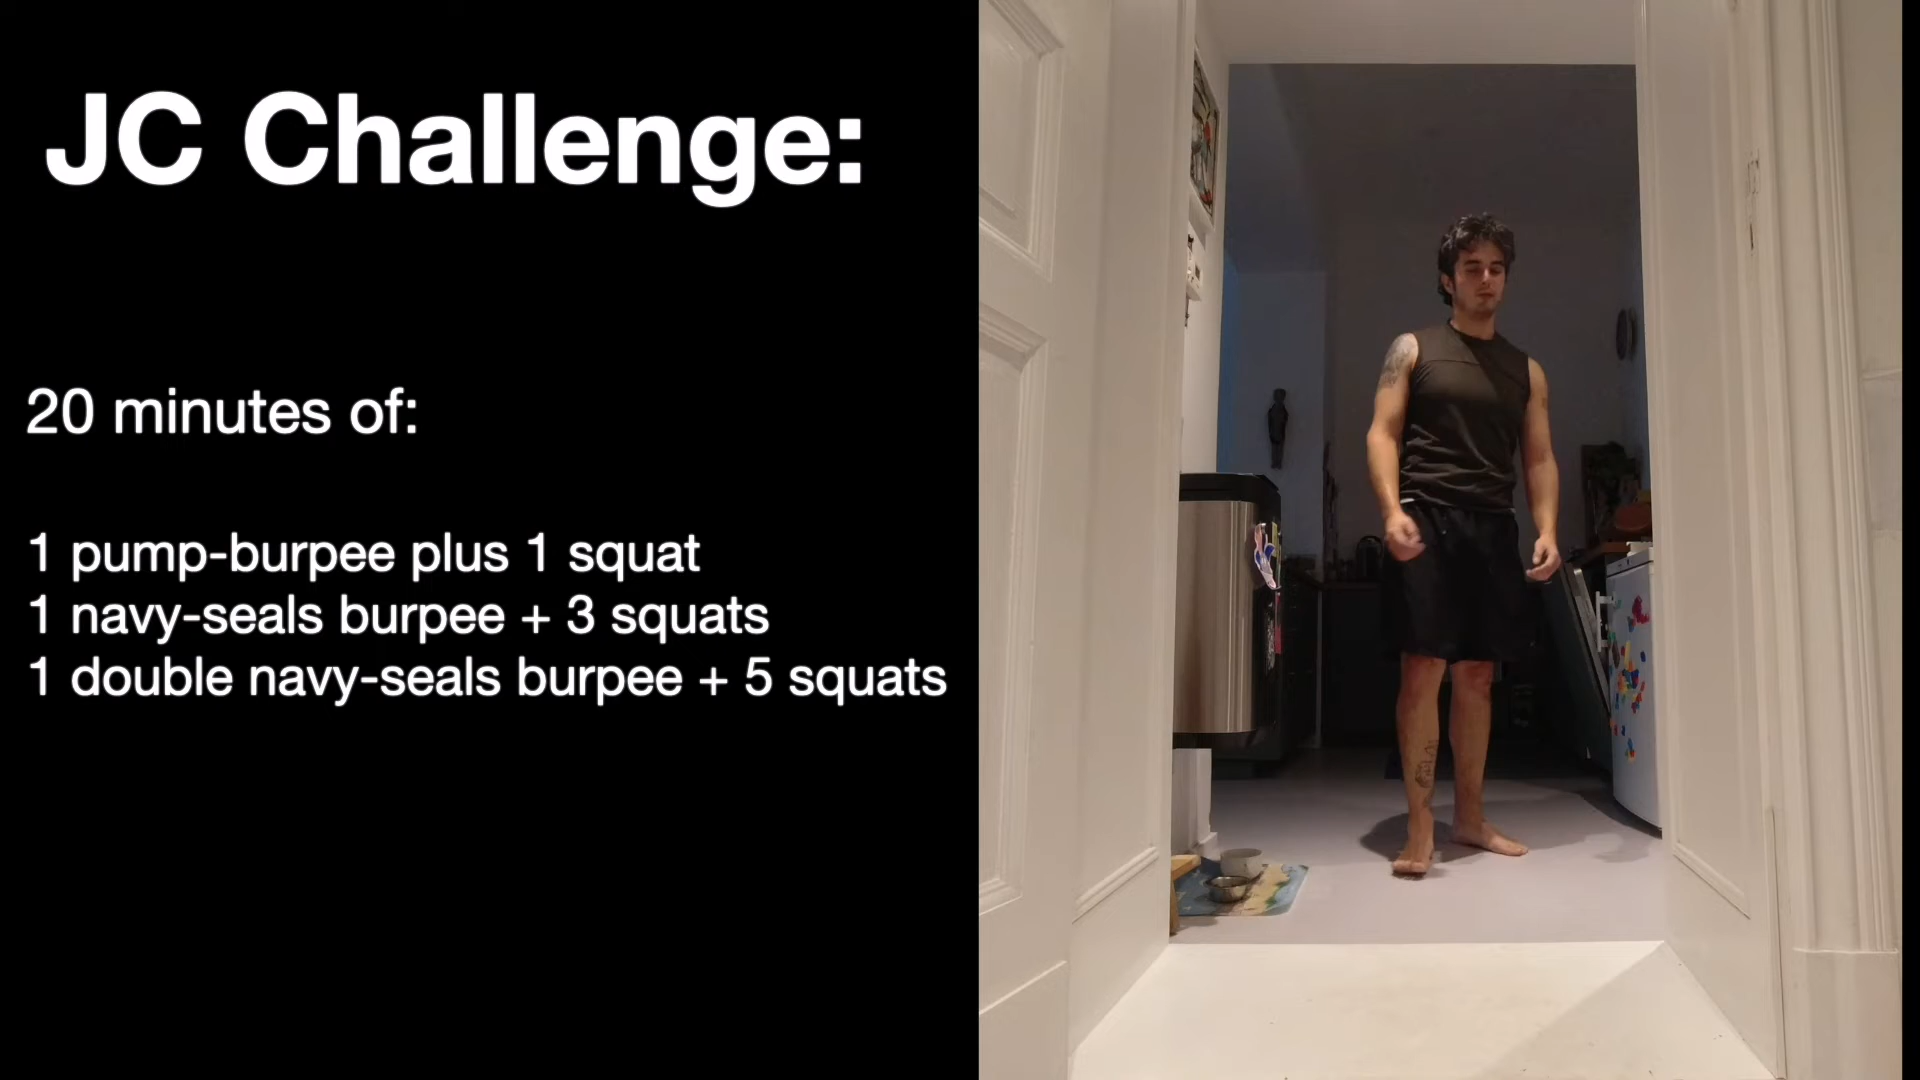 JC Challenge:
20 minutes of:
1 pump-burpee plus 1 squat
1 navy-seals burpee + 3 squats
1 double navy-seals burpee + 5 squats